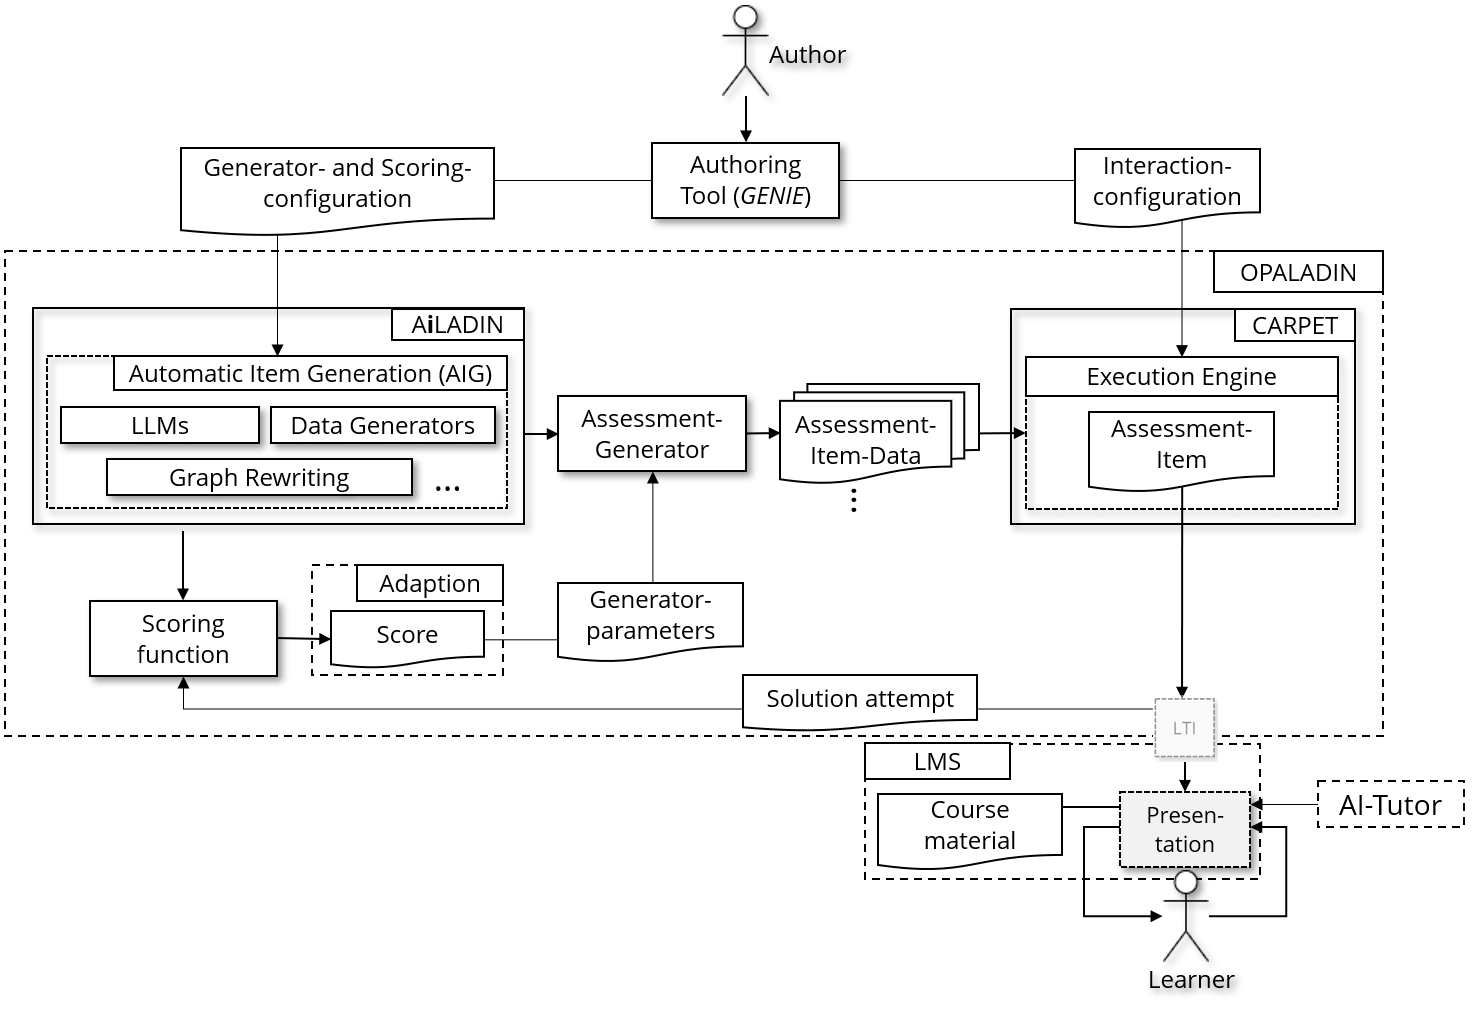 Author
Generator- and Scoring-
configuration
Authoring
Tool (GENIE)
Interaction-
configuration
OPALADIN
AiLADIN
CARPET
Automatic Item Generation (AIG)
LLMs
Data Generators
Graph Rewriting
...
Assessment-
Generator
Assessment-
Item-Data
Execution Engine
Assessment-
Item
Scoring
function
Adaption
Score
Generator-
parameters
Solution attempt
LTI
LMS
Course
material
Presen-
tation
AI-Tutor
Learner